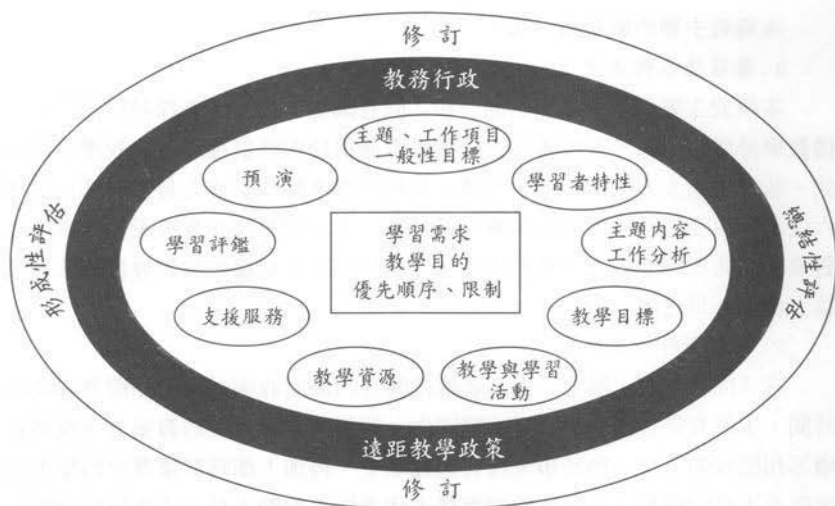 修訂
教務行政
主題、工作項目
一般性目標
預演
學習者特性
形成性評估
學習評鑑
學習需求
教學目的
優先順序、限制
主題內容
工作分析
總結性評估
支援服務
教學目標
教學資源
教學與學習
活動
遠距教學政策
修訂